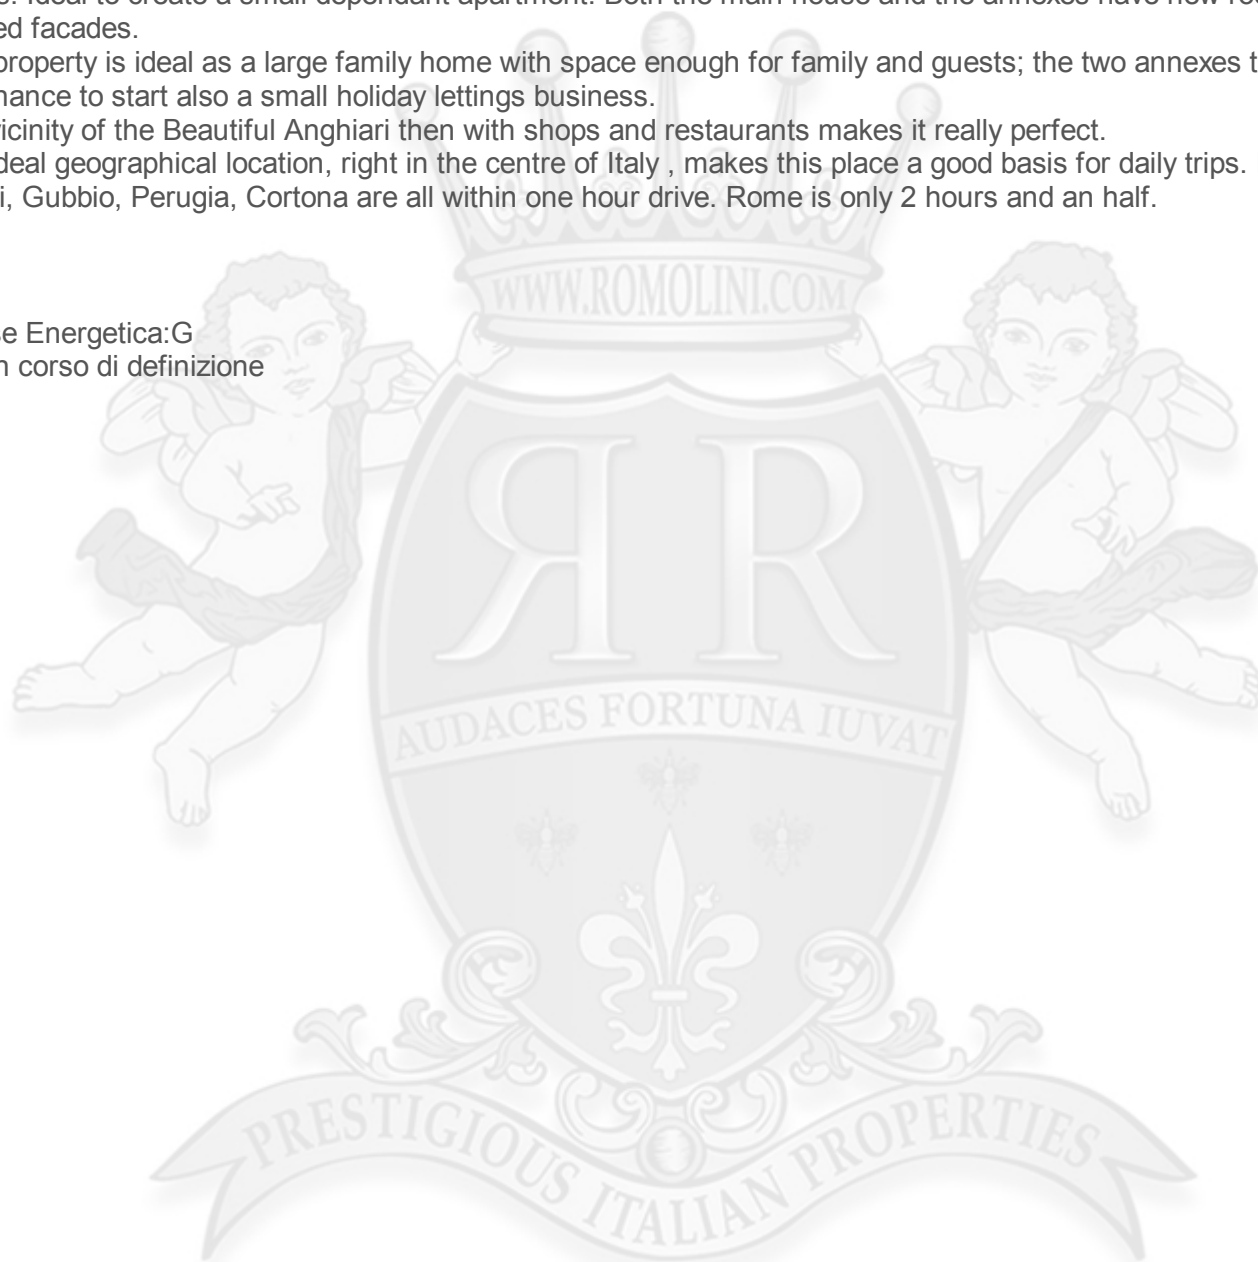 Ideal to create a small dependant apartment. Both the main house and the annexes have new
facades.
property is ideal as a large family home with space enough for family and guests; the two annexes
to start also a small holiday lettings business.
vicinity of the Beautiful Anghiari then with shops and restaurants makes it really perfect.
ideal geographical location, right in the centre of Italy , makes this place a good basis for daily trips.
Gubbio, Perugia, Cortona are all within one hour drive. Rome is only 2 hours and an half.
WWW.ROMOLINI.COM
Energetica:G
corso di definizione
R R
AUDACES FORTUNA IUVAT
PRESTIGIOUS ITALIAN PROPERTIES